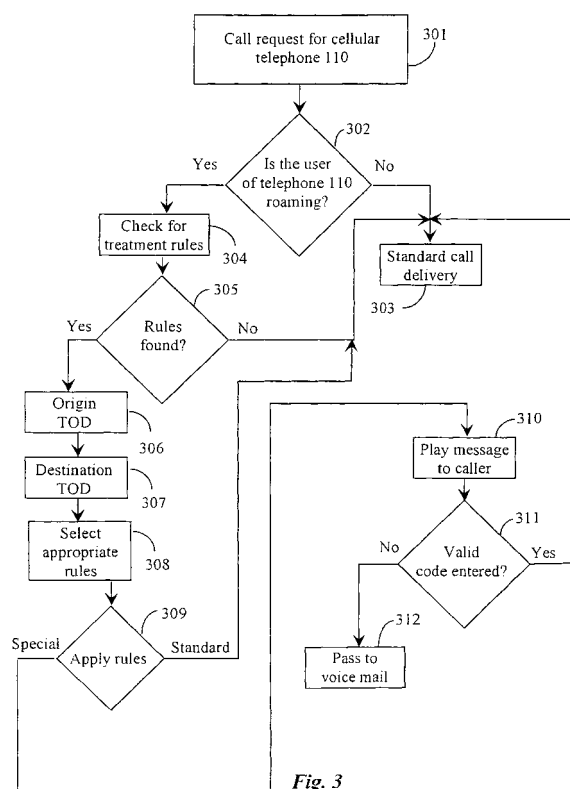 Call request for cellular
telephone 110
301
302
Yes
Is the user
of telephone 110
roaming?
No
Check for
treatment rules
304
Standard call
delivery
303
305
Yes
Rules
found?
No
Origin
TOD
306
Destination
TOD
307
Select
appropriate
rules
308
309
Special
Apply rules
Standard
310
Play message
to caller
311
No
Valid
code entered?
Yes
312
Pass to
voice mail
Fig. 3